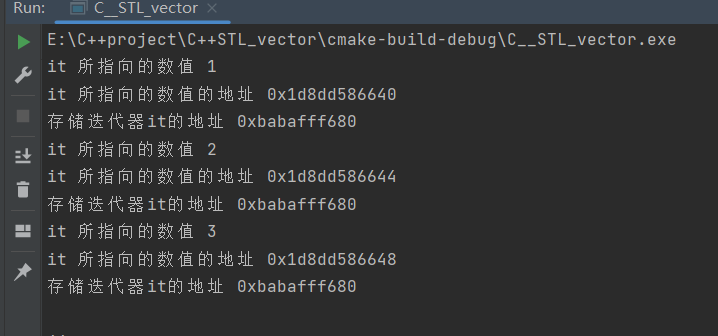 Run: C__STL_vector
E:\C++project\C++STL_vector\cmake-build-debug\C__STL_vector.exe
it 所指向的数值 1
it 所指向的数值的地址 0x1d8dd586640
存储迭代器it的地址 0xbabafff680
it 所指向的数值 2
it 所指向的数值的地址 0x1d8dd586644
存储迭代器it的地址 0xbabafff680
it 所指向的数值 3
it 所指向的数值的地址 0x1d8dd586648
存储迭代器it的地址 0xbabafff680